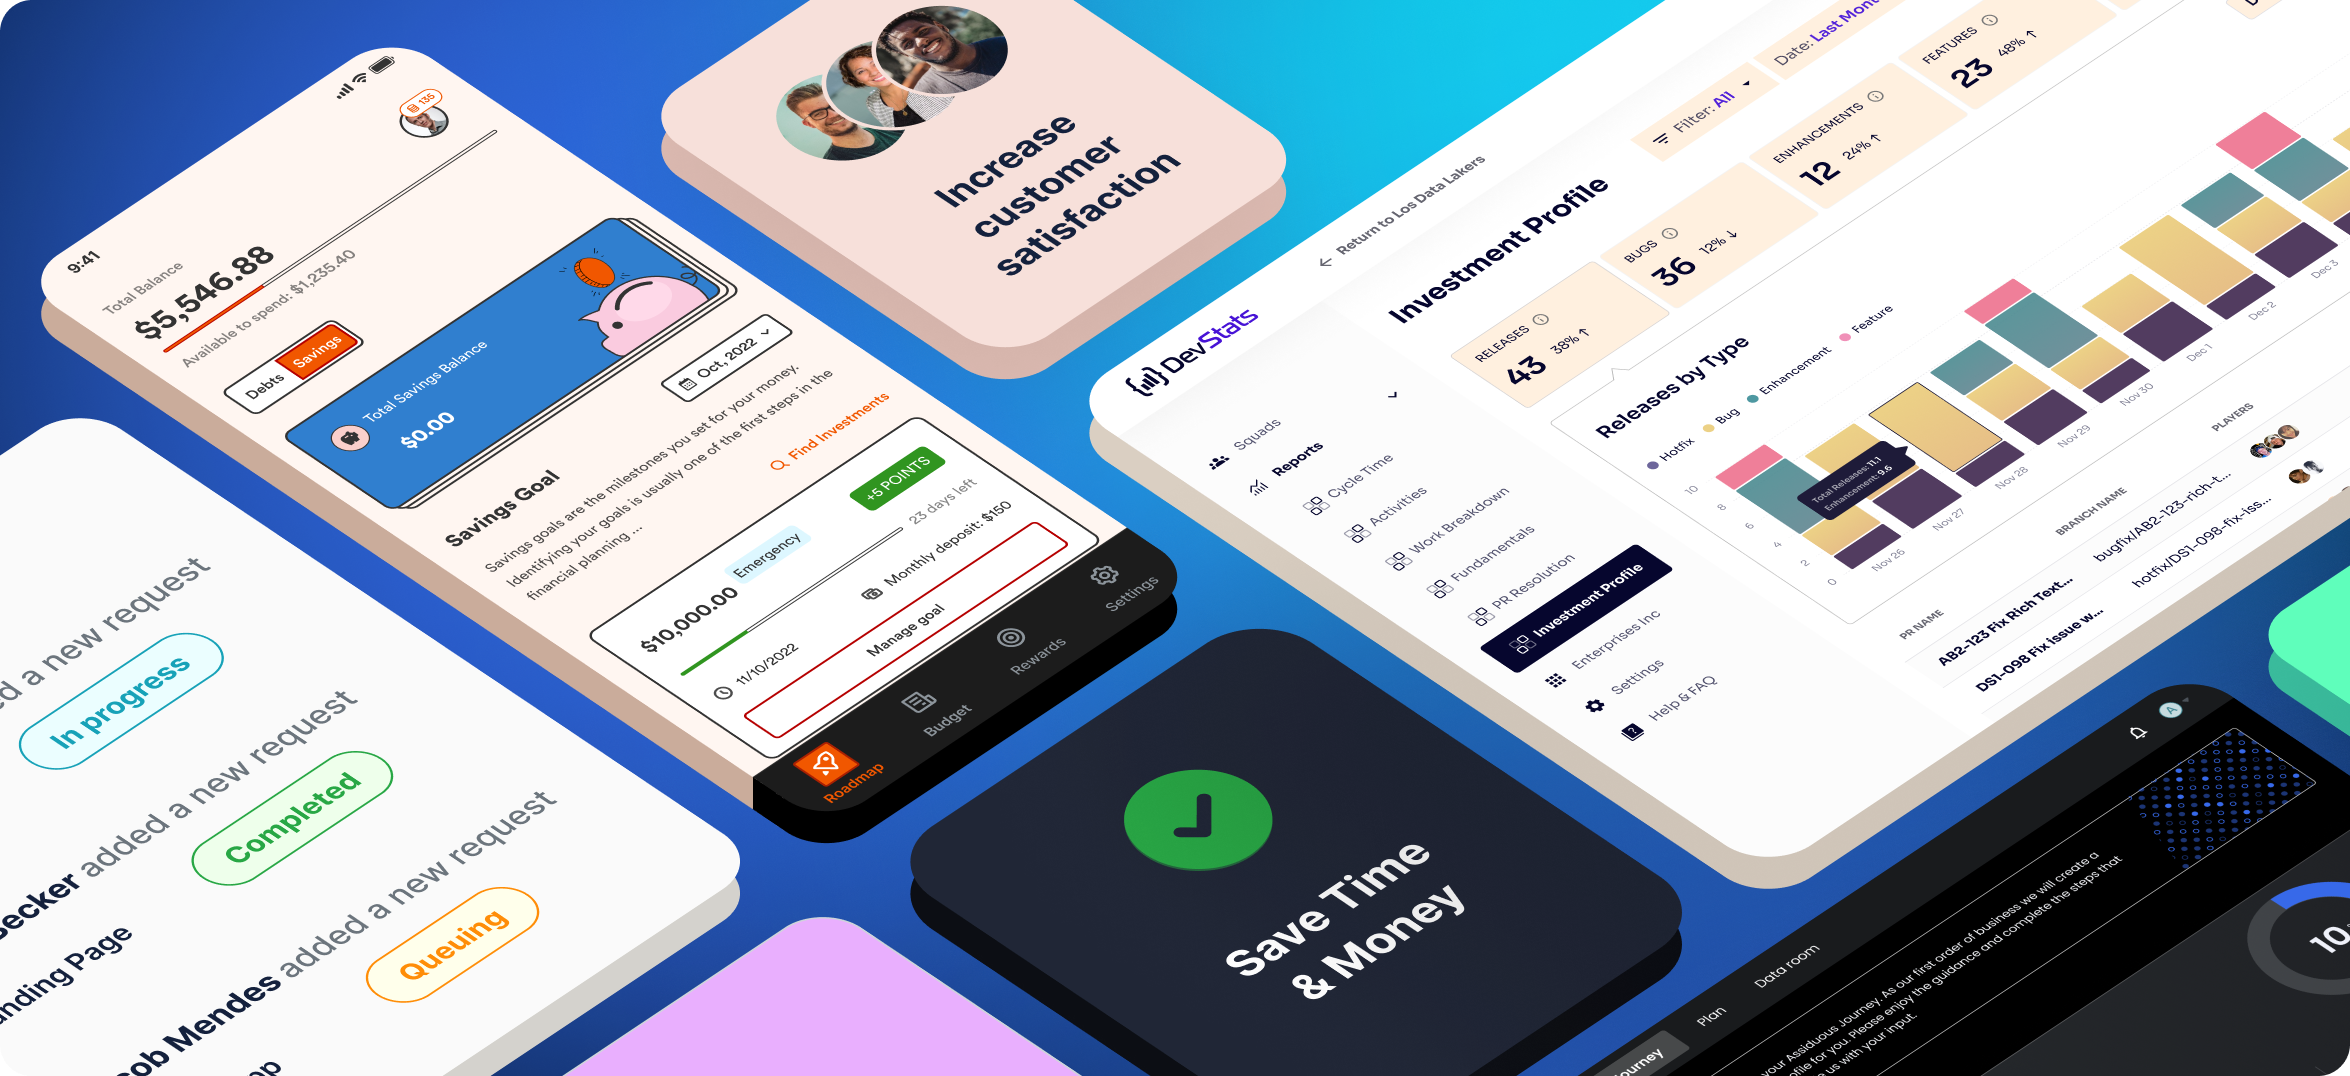 9:41
135
Total Balance
$5,546.88
Available to spend: $1,235.40
Debts
Savings
Total Savings Balance
$0.00
Oct, 2022
Savings Goal
Savings goals are the milestones you set for your money.
Identifying your goals is usually one of the first steps in the
financial planning ...
Find Investments
+5 POINTS
Emergency
$10,000.00
23 days left
11/10/2022
Monthly deposit: $150
Manage goal
Roadmap
Budget
Rewards
Settings
Increase
customer
satisfaction
added a new request
In progress
Becker added a new request
Completed
Landing Page
Mendes added a new request
Queuing
Save Time
& Money
DevStats
Squads
Reports
Cycle Time
Activities
Work Breakdown
Fundamentals
PR Resolution
Investment Profile
Enterprises Inc
Settings
Help & FAQ
Return to Los Data Lakers
Investment Profile
Filter: All
Date: Last Mont
RELEASES
43 38% ↑
BUGS
36 12% ↓
ENHANCEMENTS
12 24% ↑
FEATURES
23 48% ↑
Releases by Type
Hotfix
Bug
Enhancement
Feature
10
8
6
4
2
0
Total Releases: 11.1
Enhancement: 9.6
Nov 26
Nov 27
Nov 28
Nov 29
Nov 30
Dec 1
Dec 2
Dec 3
PR NAME
BRANCH NAME
PLAYERS
AB2-123 Fix Rich Text...
bugfix/AB2-123-rich-t...
DS1-098 Fix issue w...
hotfix/DS1-098-fix-iss...
A
Journey
Plan
Data room
your Assiduous Journey. As our first order of business we will create a
for you. Please enjoy the guidance and complete the steps that
us with your input.
10